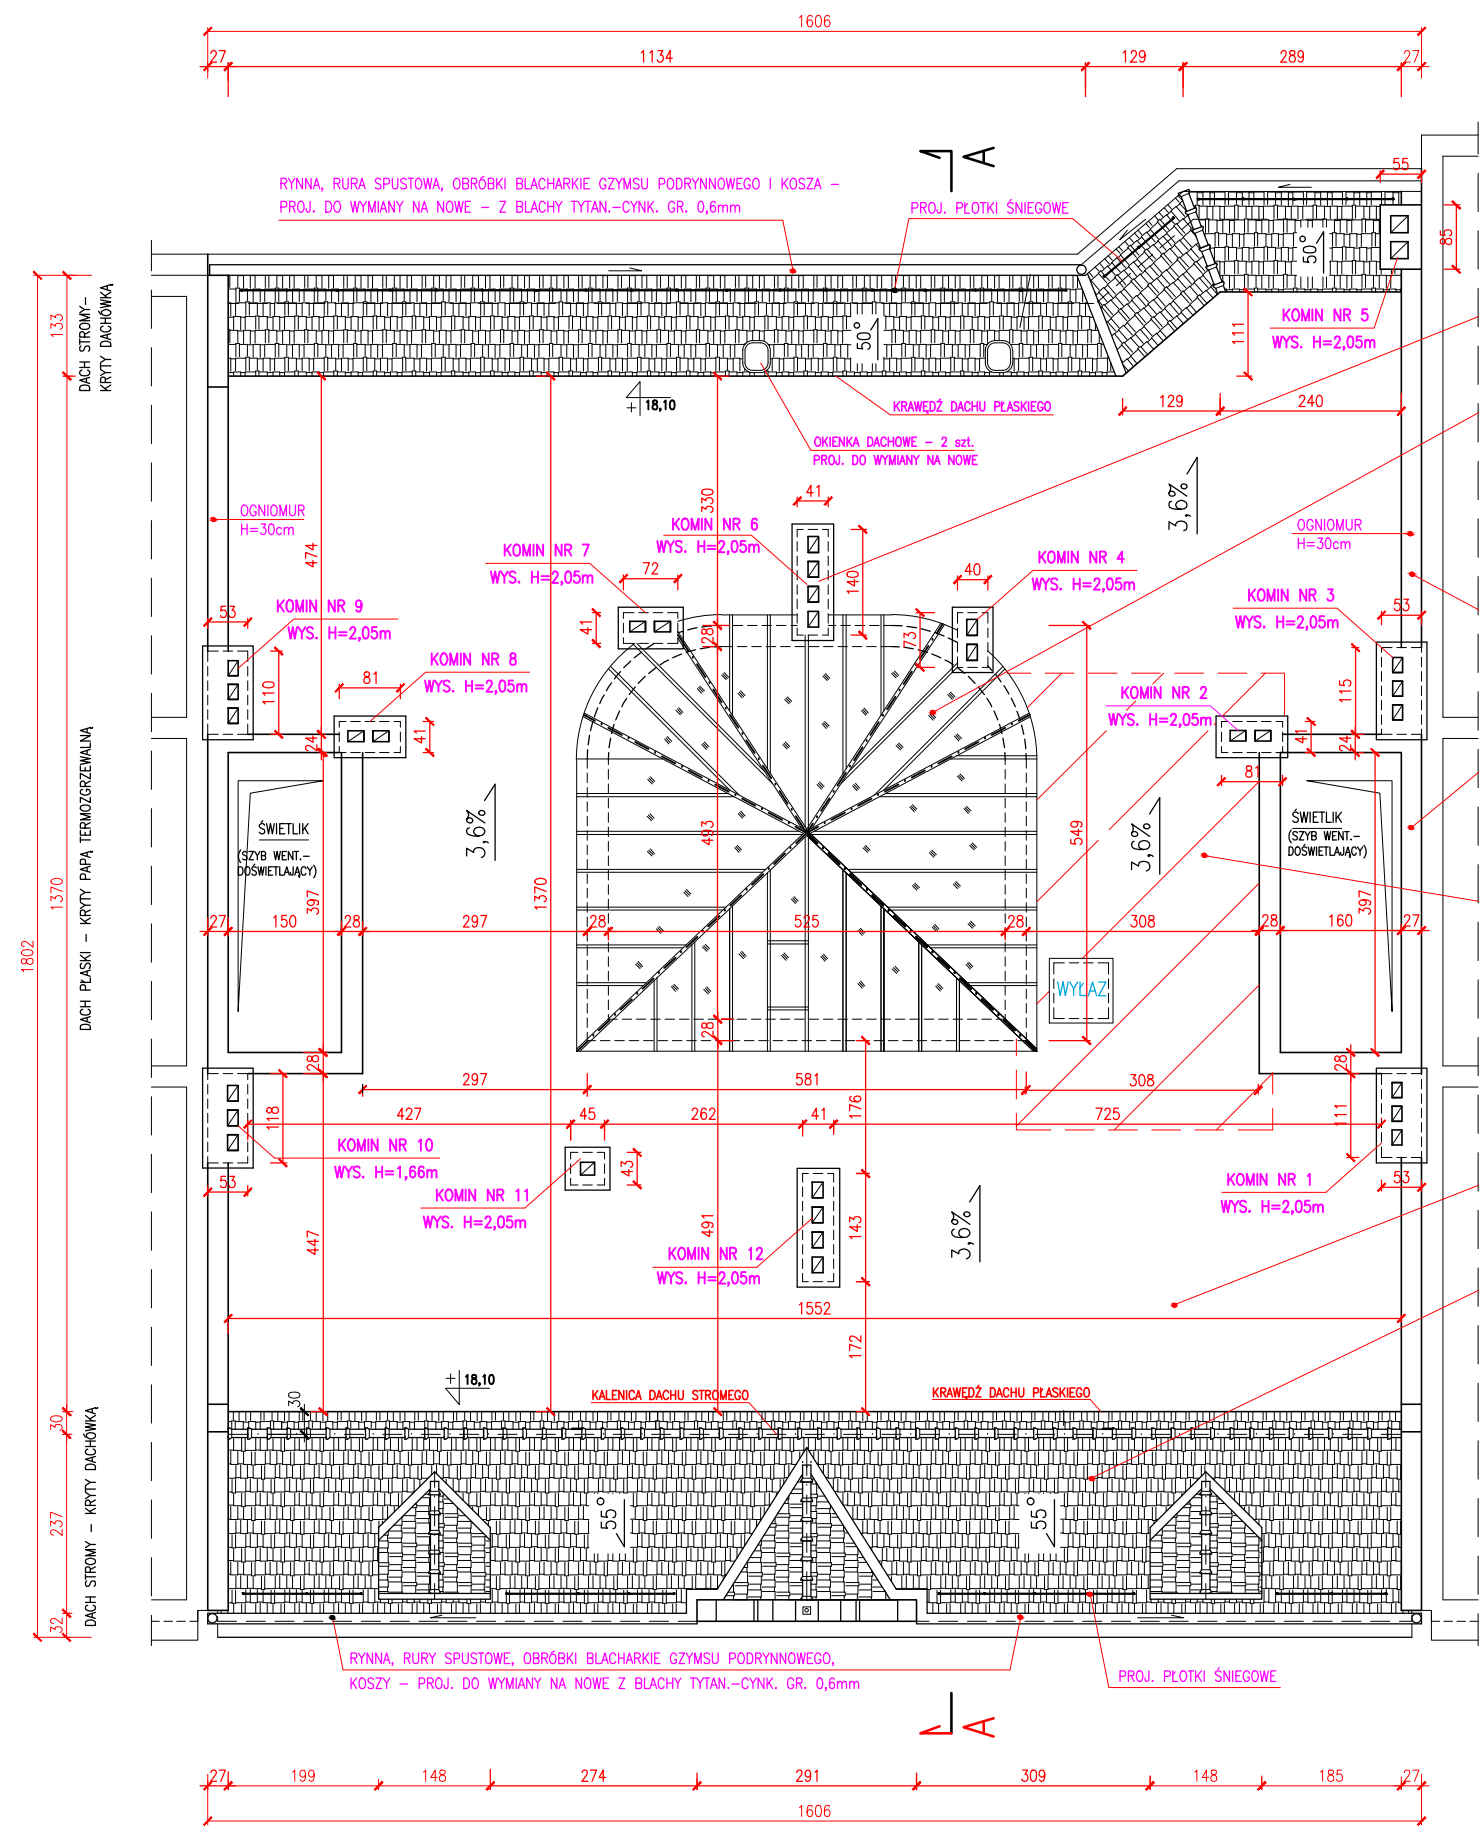 1606
27
1134
129
289
27
A
55
RYNNA, RURA SPUSTOWA, OBRÓBKI BLACHARKIE GZYMSU PODRYNNOWEGO I KOSZA –
PROJ. DO WYMIANY NA NOWE – Z BLACHY TYTAN.–CYNK. GR. 0,6mm
PROJ. PŁOTKI ŚNIEGOWE
85
50°
KOMIN NR 5
WYS. H=2,05m
133
DACH STROMY–
KRYTY DACHÓWKĄ
50°
111
+ 18,10
KRAWĘDŹ DACHU PŁASKIEGO
129
240
OKIENKA DACHOWE – 2 szt.
PROJ. DO WYMIANY NA NOWE
41
330
3,6%
OGNIOMUR
H=30cm
474
KOMIN NR 6
WYS. H=2,05m
OGNIOMUR
H=30cm
KOMIN NR 7
WYS. H=2,05m
72
140
KOMIN NR 4
WYS. H=2,05m
40
KOMIN NR 3
WYS. H=2,05m
53
KOMIN NR 9
WYS. H=2,05m
53
41
28
73
KOMIN NR 8
WYS. H=2,05m
81
110
KOMIN NR 2
WYS. H=2,05m
115
24
41
41
24
81
3,6%
3,6%
ŚWIETLIK
(SZYB WENT.–
DOŚWIETLAJĄCY)
ŚWIETLIK
(SZYB WENT.–
DOŚWIETLAJĄCY)
493
549
1370
1802
DACH PŁASKI – KRYTY PAPĄ TERMOZGRZEWALNĄ
397
1370
397
27
150
28
297
28
525
28
308
28
160
27
WYŁAZ
28
28
28
297
581
308
118
427
45
262
41
176
725
111
KOMIN NR 10
WYS. H=1,66m
53
43
KOMIN NR 11
WYS. H=2,05m
KOMIN NR 1
WYS. H=2,05m
53
447
491
143
3,6%
KOMIN NR 12
WYS. H=2,05m
1552
172
+ 18,10
30
KALENICA DACHU STROMEGO
KRAWĘDŹ DACHU PŁASKIEGO
30
237
32
DACH STROMY – KRYTY DACHÓWKĄ
55°
55°
RYNNA, RURY SPUSTOWE, OBRÓBKI BLACHARKIE GZYMSU PODRYNNOWEGO,
KOSZY – PROJ. DO WYMIANY NA NOWE Z BLACHY TYTAN.–CYNK. GR. 0,6mm
PROJ. PŁOTKI ŚNIEGOWE
A
27
199
148
274
291
309
148
185
27
1606